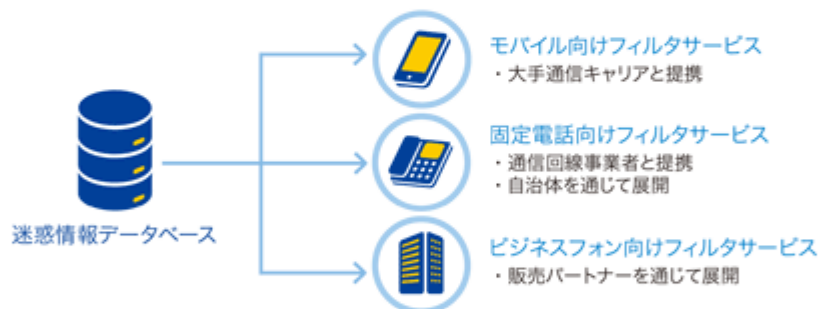 モバイル向けフィルタサービス
・大手通信キャリアと提携
固定電話向けフィルタサービス
・通信回線事業者と提携
・自治体を通じて展開
迷惑情報データベース
ビジネスフォン向けフィルタサービス
・販売パートナーを通じて展開